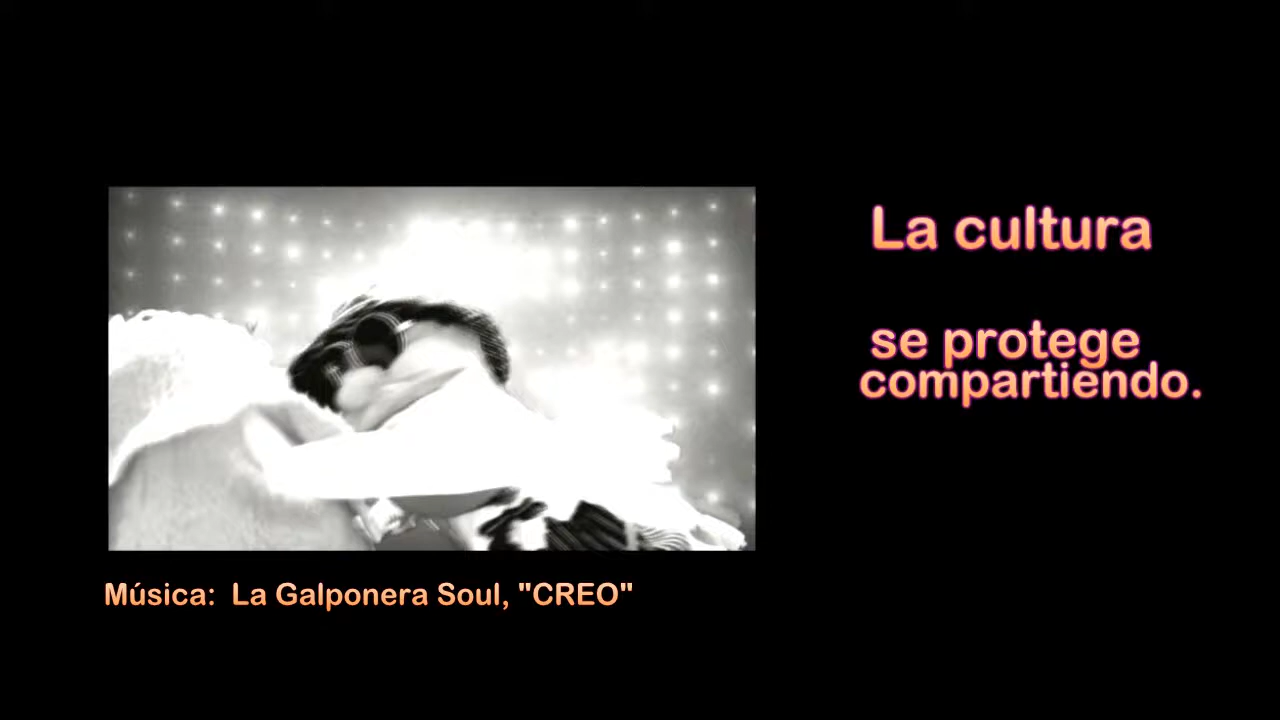 La cultura
se protege
compartiendo.
Música: La Galponera Soul, "CREO"